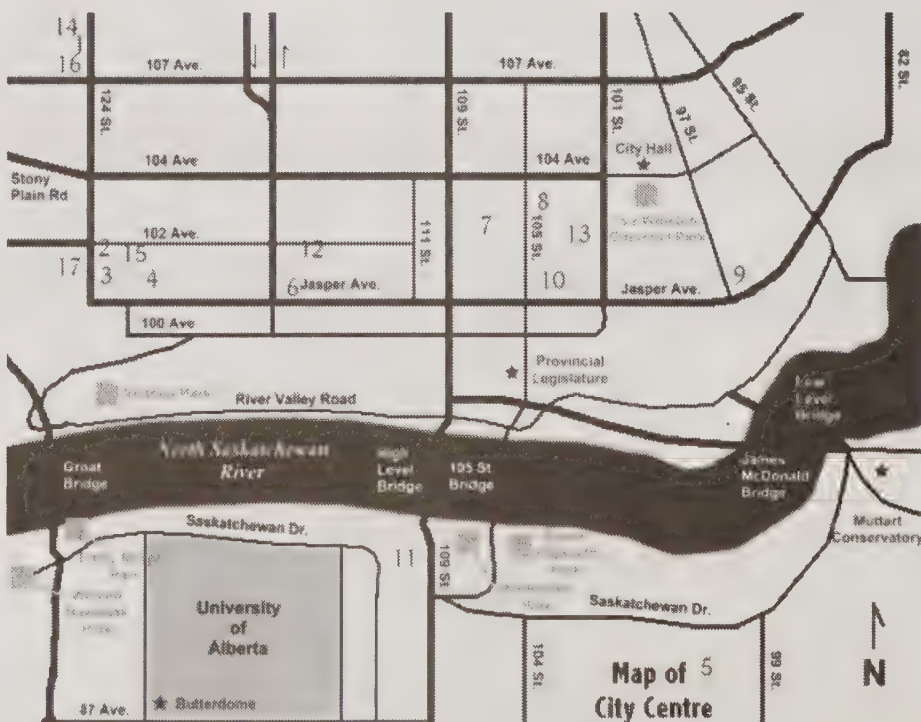 14
16
107 Ave.
107 Ave.
82 St.
124 St.
109 St.
101 St.
97 St.
95 St.
104 Ave
104 Ave
City Hall
Stony
Plain Rd
102 Ave.
111 St.
105 St.
8
7
13
2
15
12
17
3
4
6
Jasper Ave.
10
Jasper Ave.
9
100 Ave
Provincial
Legislature
River Valley Road
North Saskatchewan
River
Groat
Bridge
High
Level
Bridge
105 St.
Bridge
Low
Level
Bridge
James
McDonald
Bridge
Muttart
Conservatory
Saskatchewan Dr.
11
109 St.
Saskatchewan Dr.
University
of
Alberta
87 Ave.
Butterdome
104 St.
99 St.
Map of
City Centre
5
N